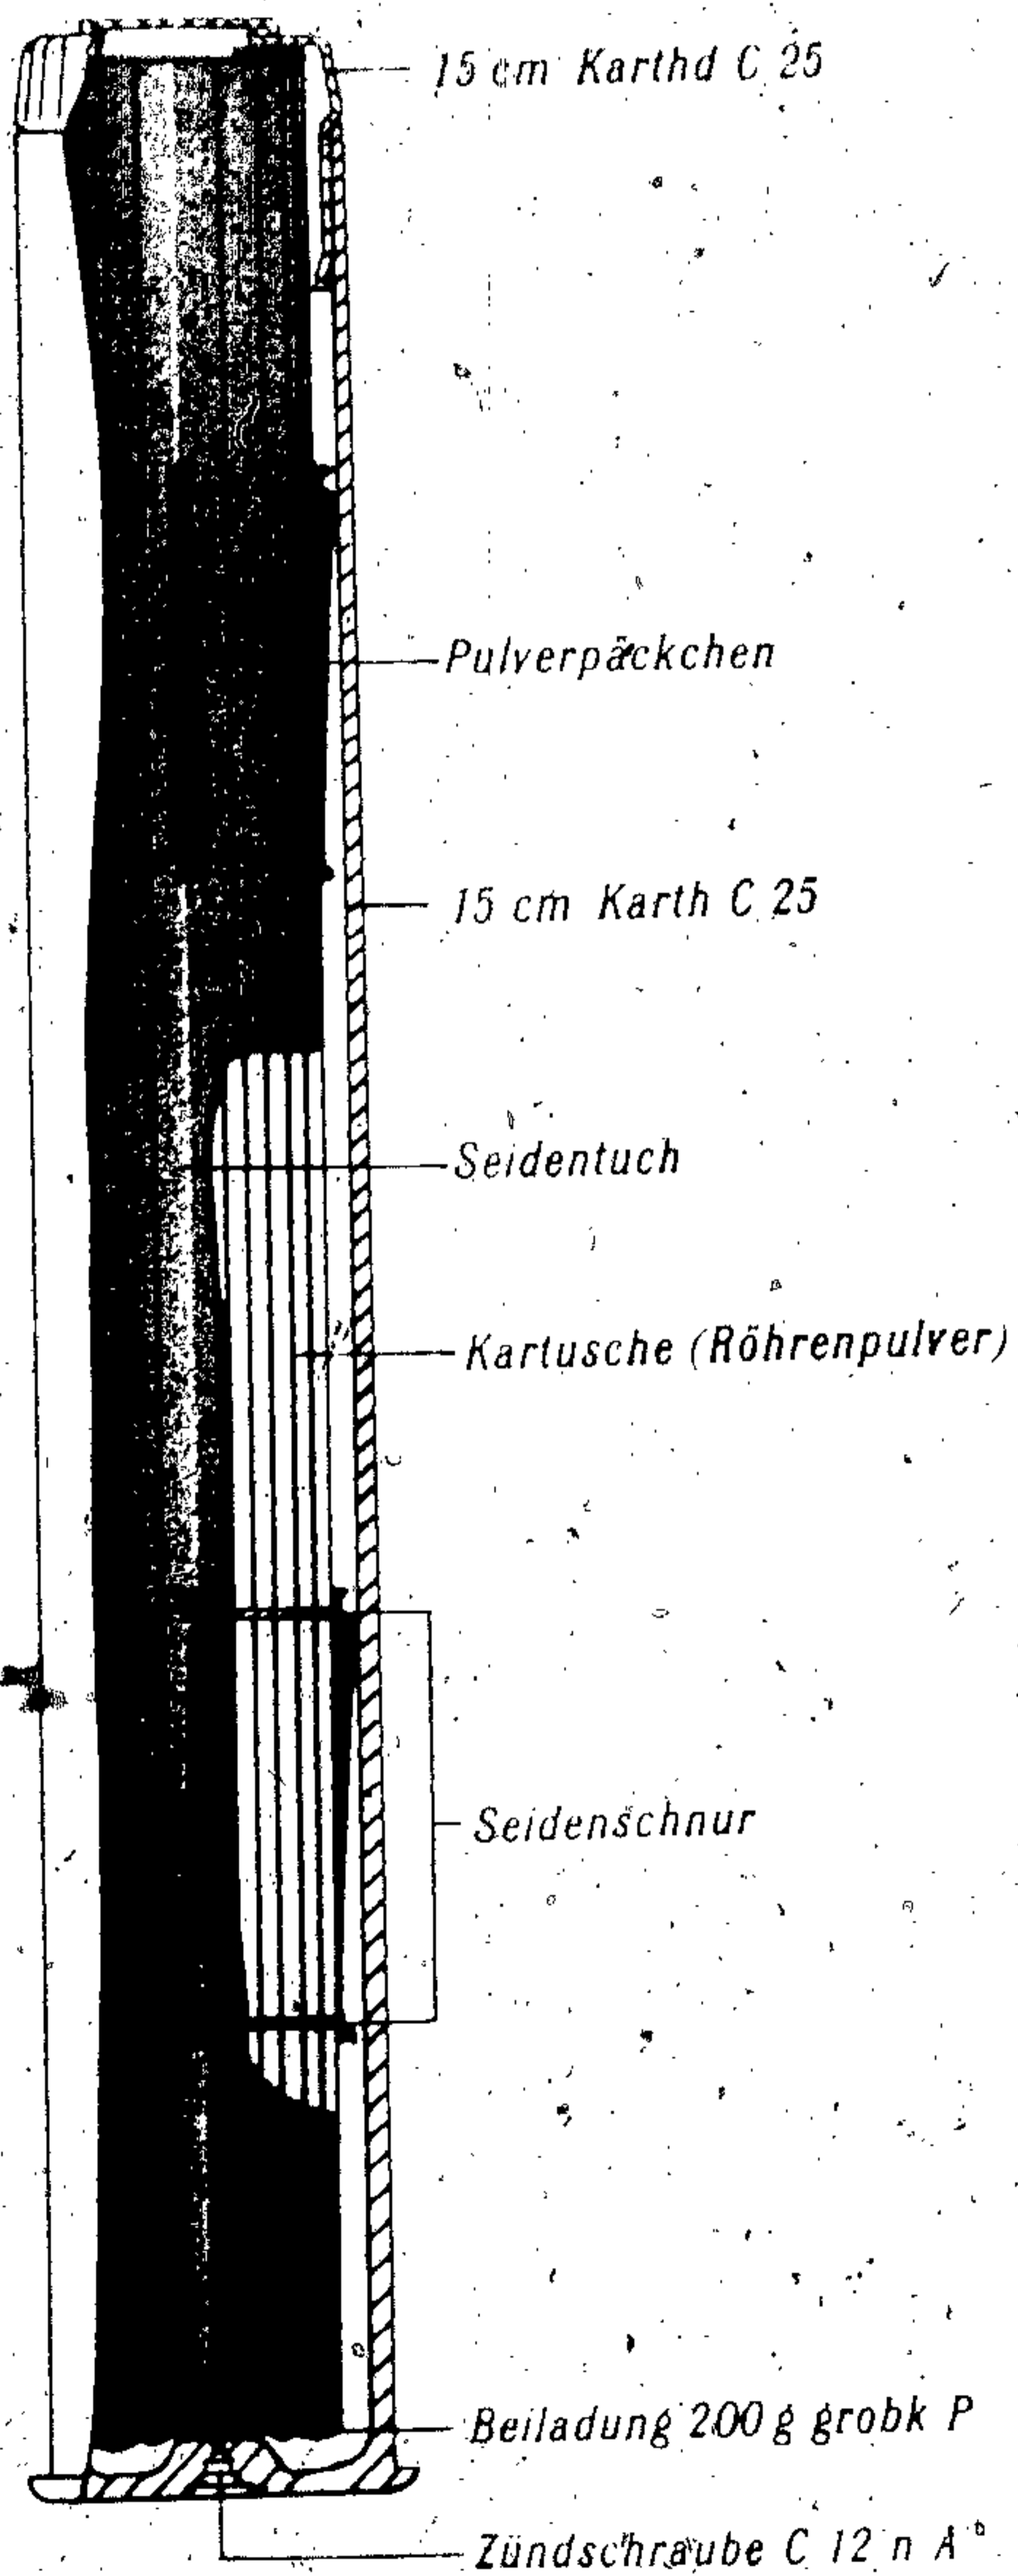 15 cm Karthd C 25
Pulverpäckchen
15 cm Karth C 25
Seidentuch
Kartusche (Röhrenpulver)
Seidenschnur
Beiladung 200 g grobk P
Zündschraube C 12 n A